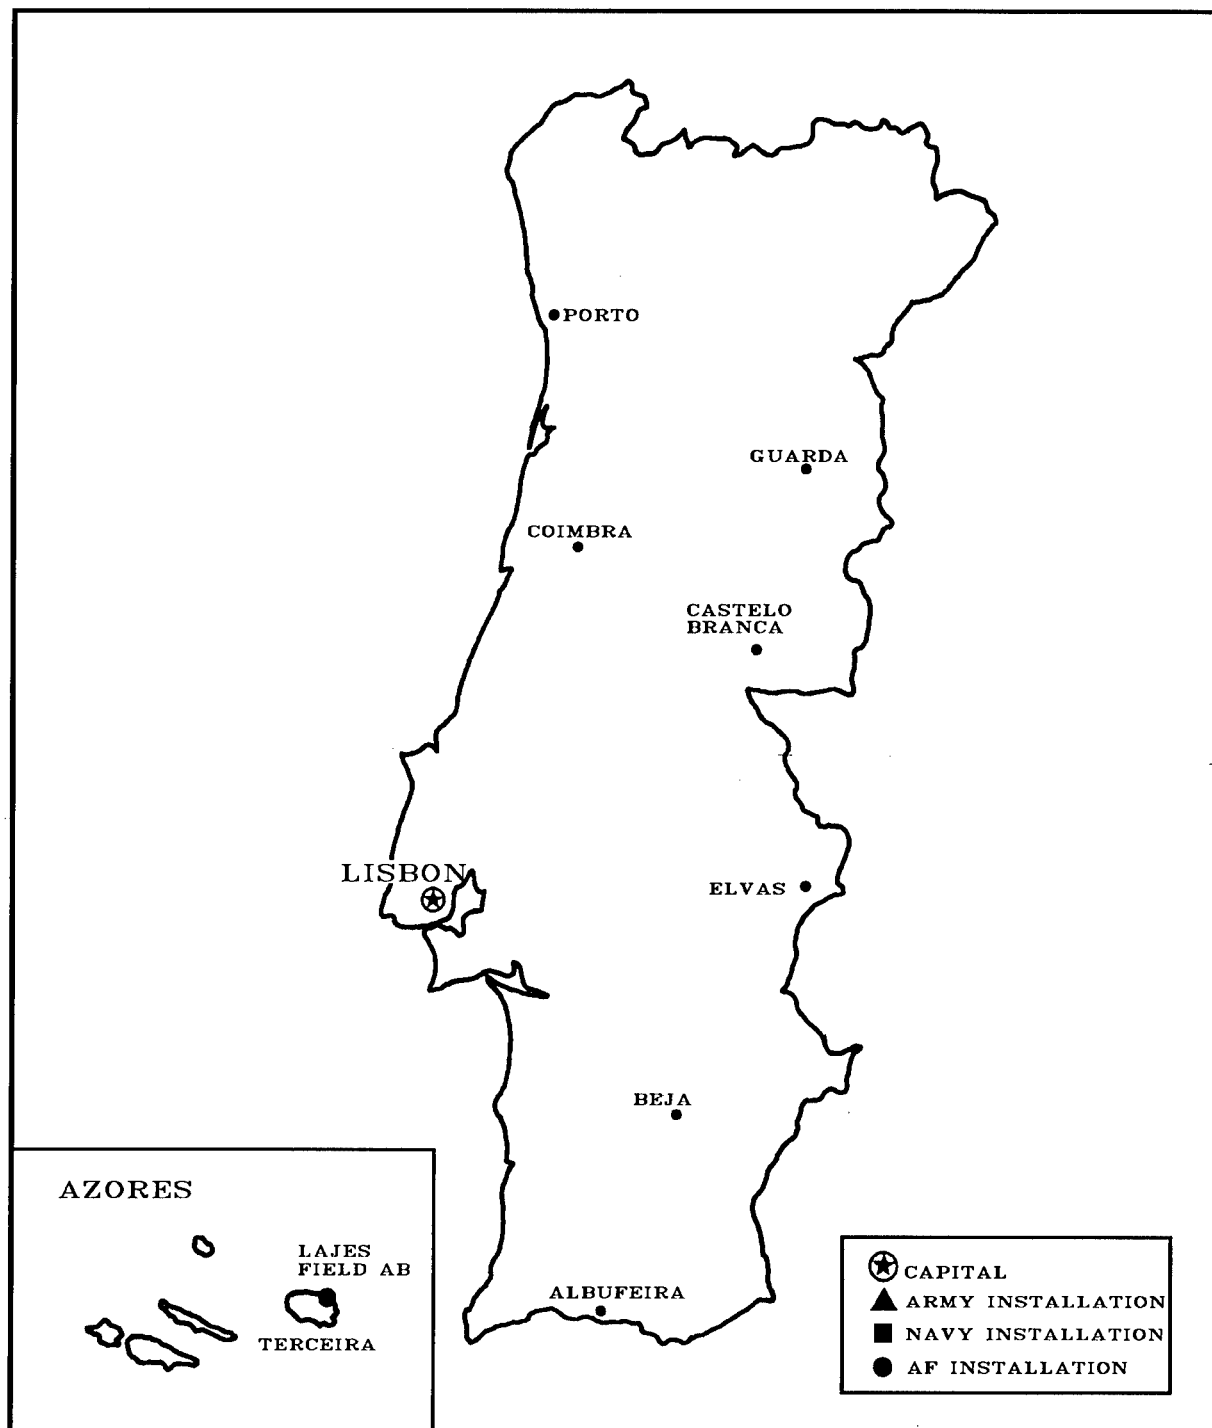 PORTO
GUARDA
COIMBRA
CASTELO
BRANCA
LISBON
ELVAS
BEJA
AZORES
LAJES
FIELD AB
TERCEIRA
ALBUFEIRA
CAPITAL
ARMY INSTALLATION
NAVY INSTALLATION
AF INSTALLATION